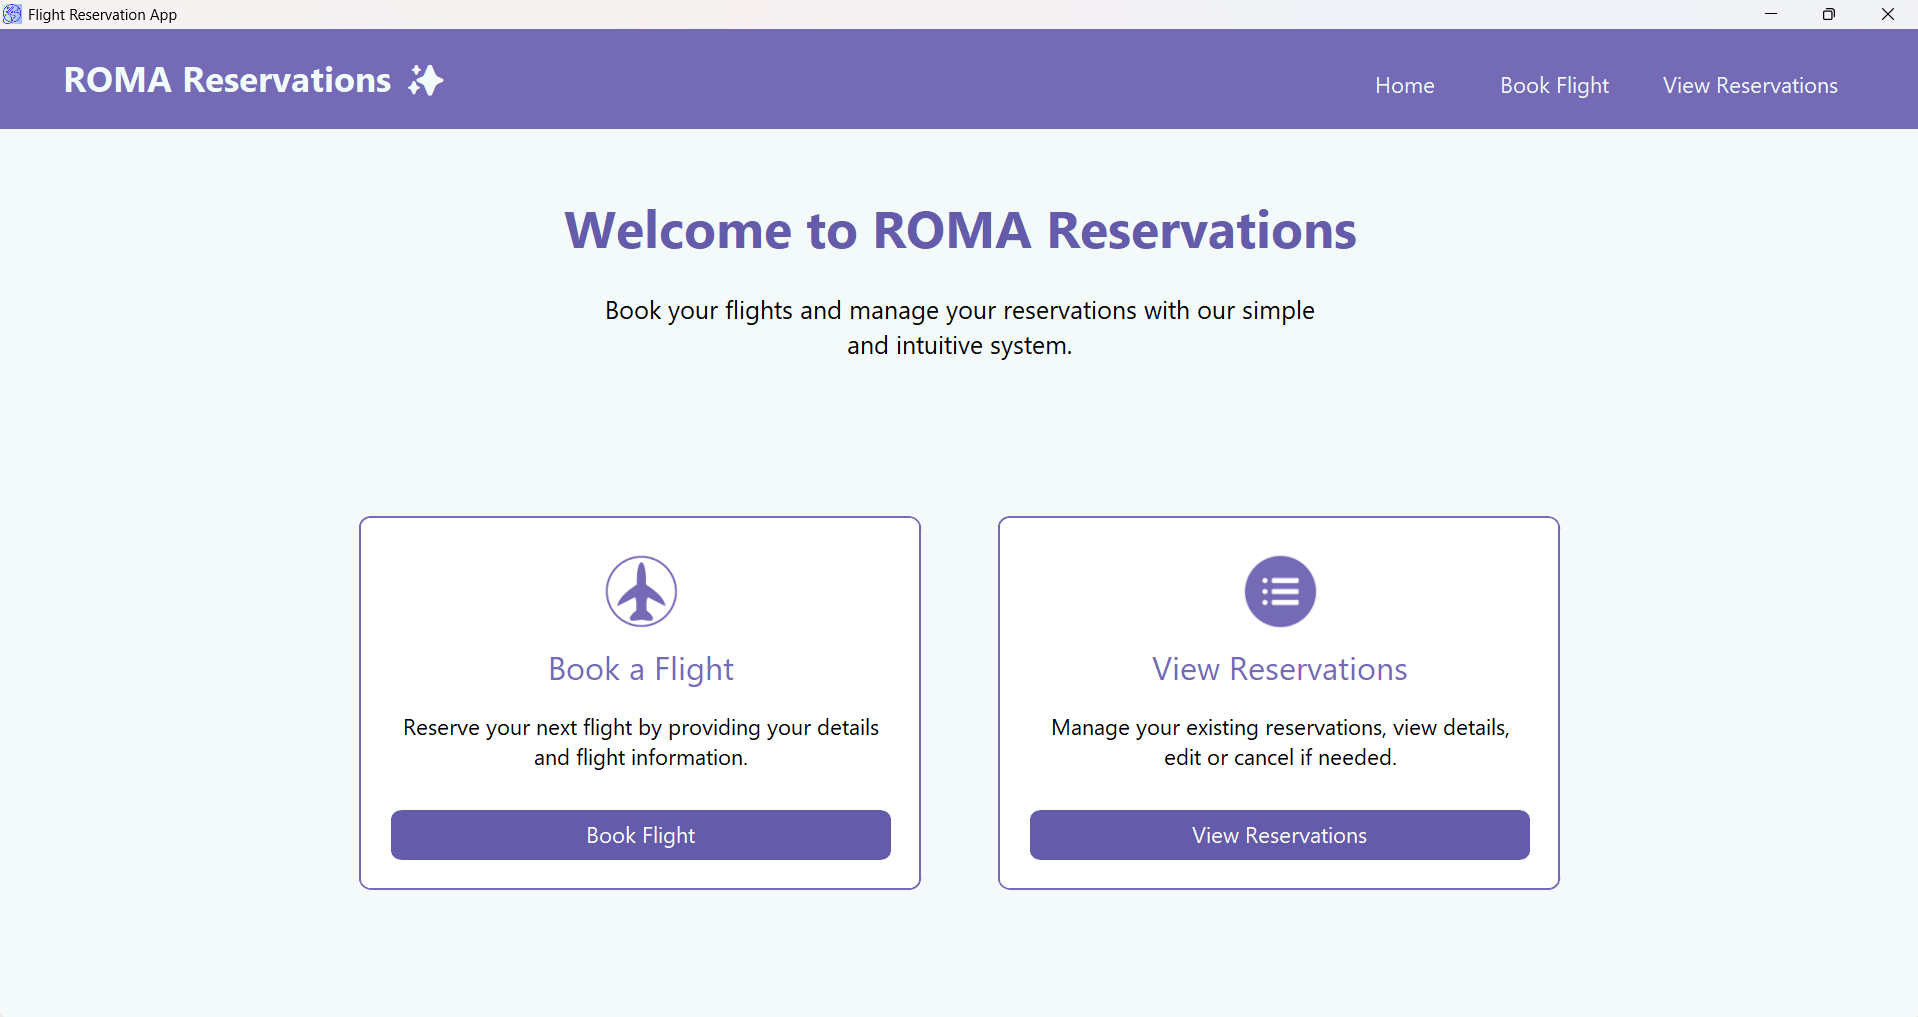 Flight Reservation App
ROMA Reservations
Home
Book Flight
View Reservations
Welcome to ROMA Reservations
Book your flights and manage your reservations with our simple
and intuitive system.
Book a Flight
Reserve your next flight by providing your details
and flight information.
Book Flight
View Reservations
Manage your existing reservations, view details,
edit or cancel if needed.
View Reservations